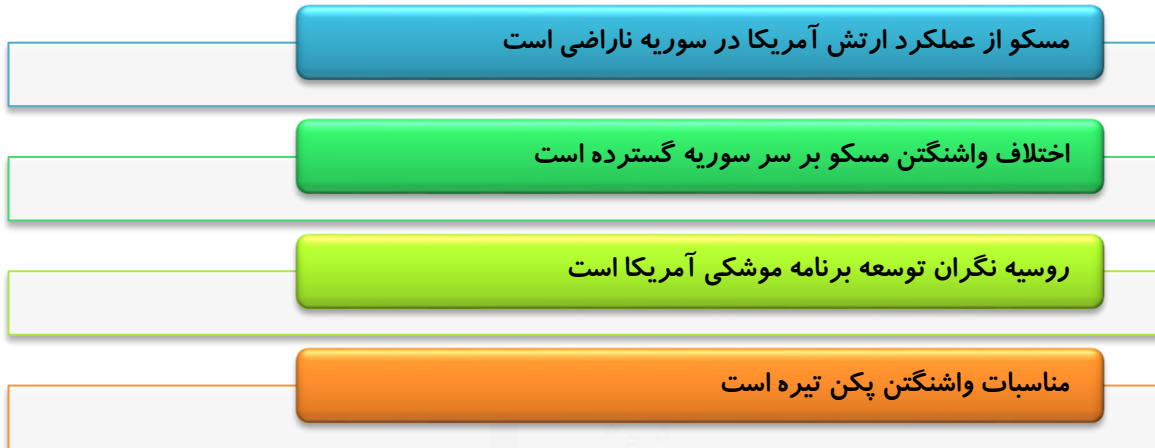 مسکو از عملکرد ارتش آمریکا در سوریه ناراضی است
اختلاف واشنگتن مسکو بر سر سوریه گسترده است
روسیه نگران توسعه برنامه موشکی آمریکا است
مناسبات واشنگتن پکن تیره است